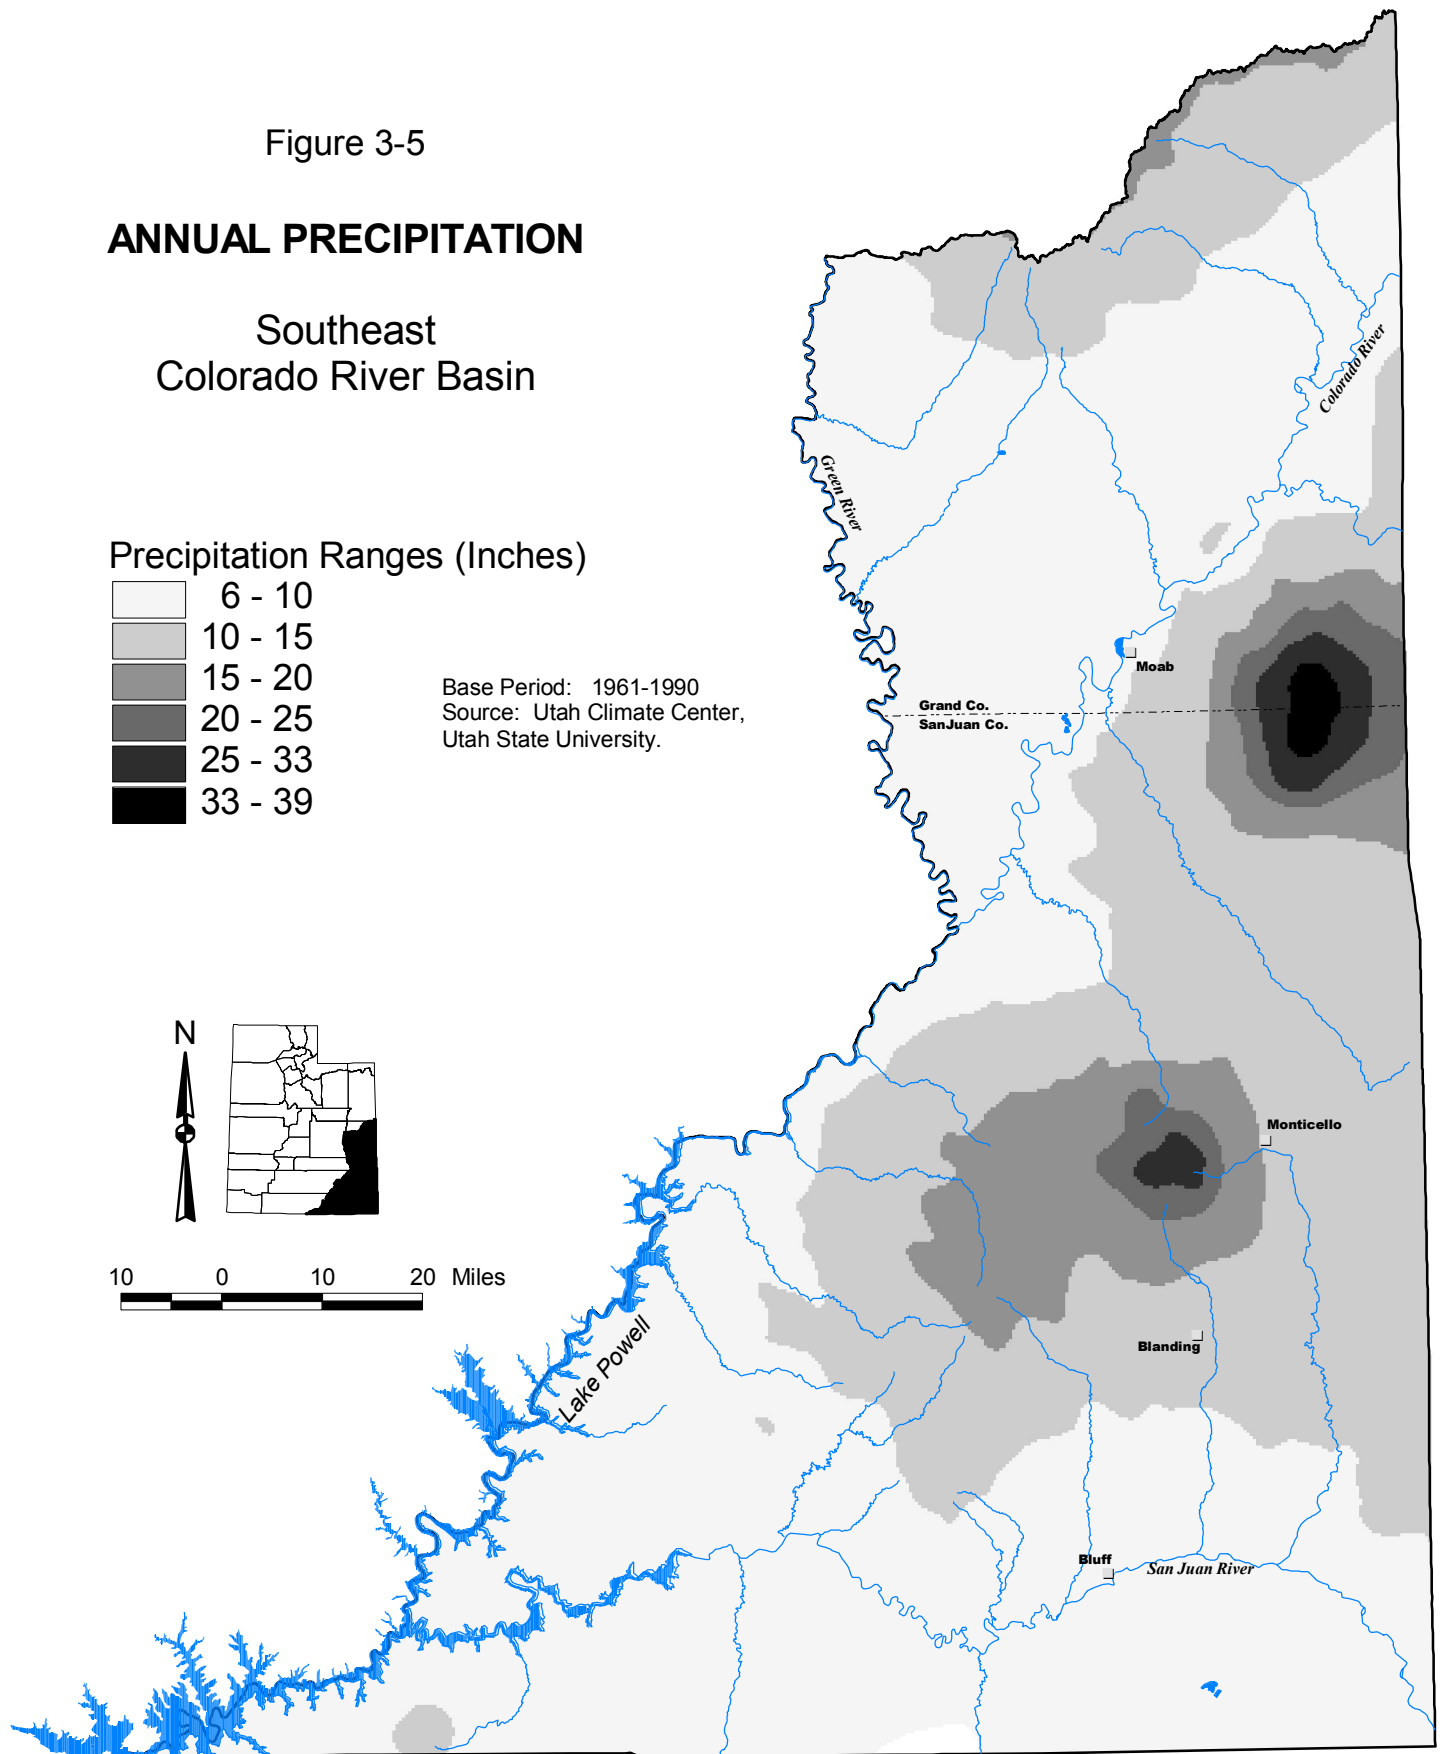 Figure 3-5
ANNUAL PRECIPITATION
Southeast
Colorado River Basin
Precipitation Ranges (Inches)
6 - 10
10 - 15
15 - 20
20 - 25
25 - 33
33 - 39
Base Period: 1961-1990
Source: Utah Climate Center,
Utah State University.
Colorado River
Green River
Moab
Grand Co.
SanJuan Co.
N
Monticello
10 0 10 20 Miles
Lake Powell
Blanding
Bluff
San Juan River